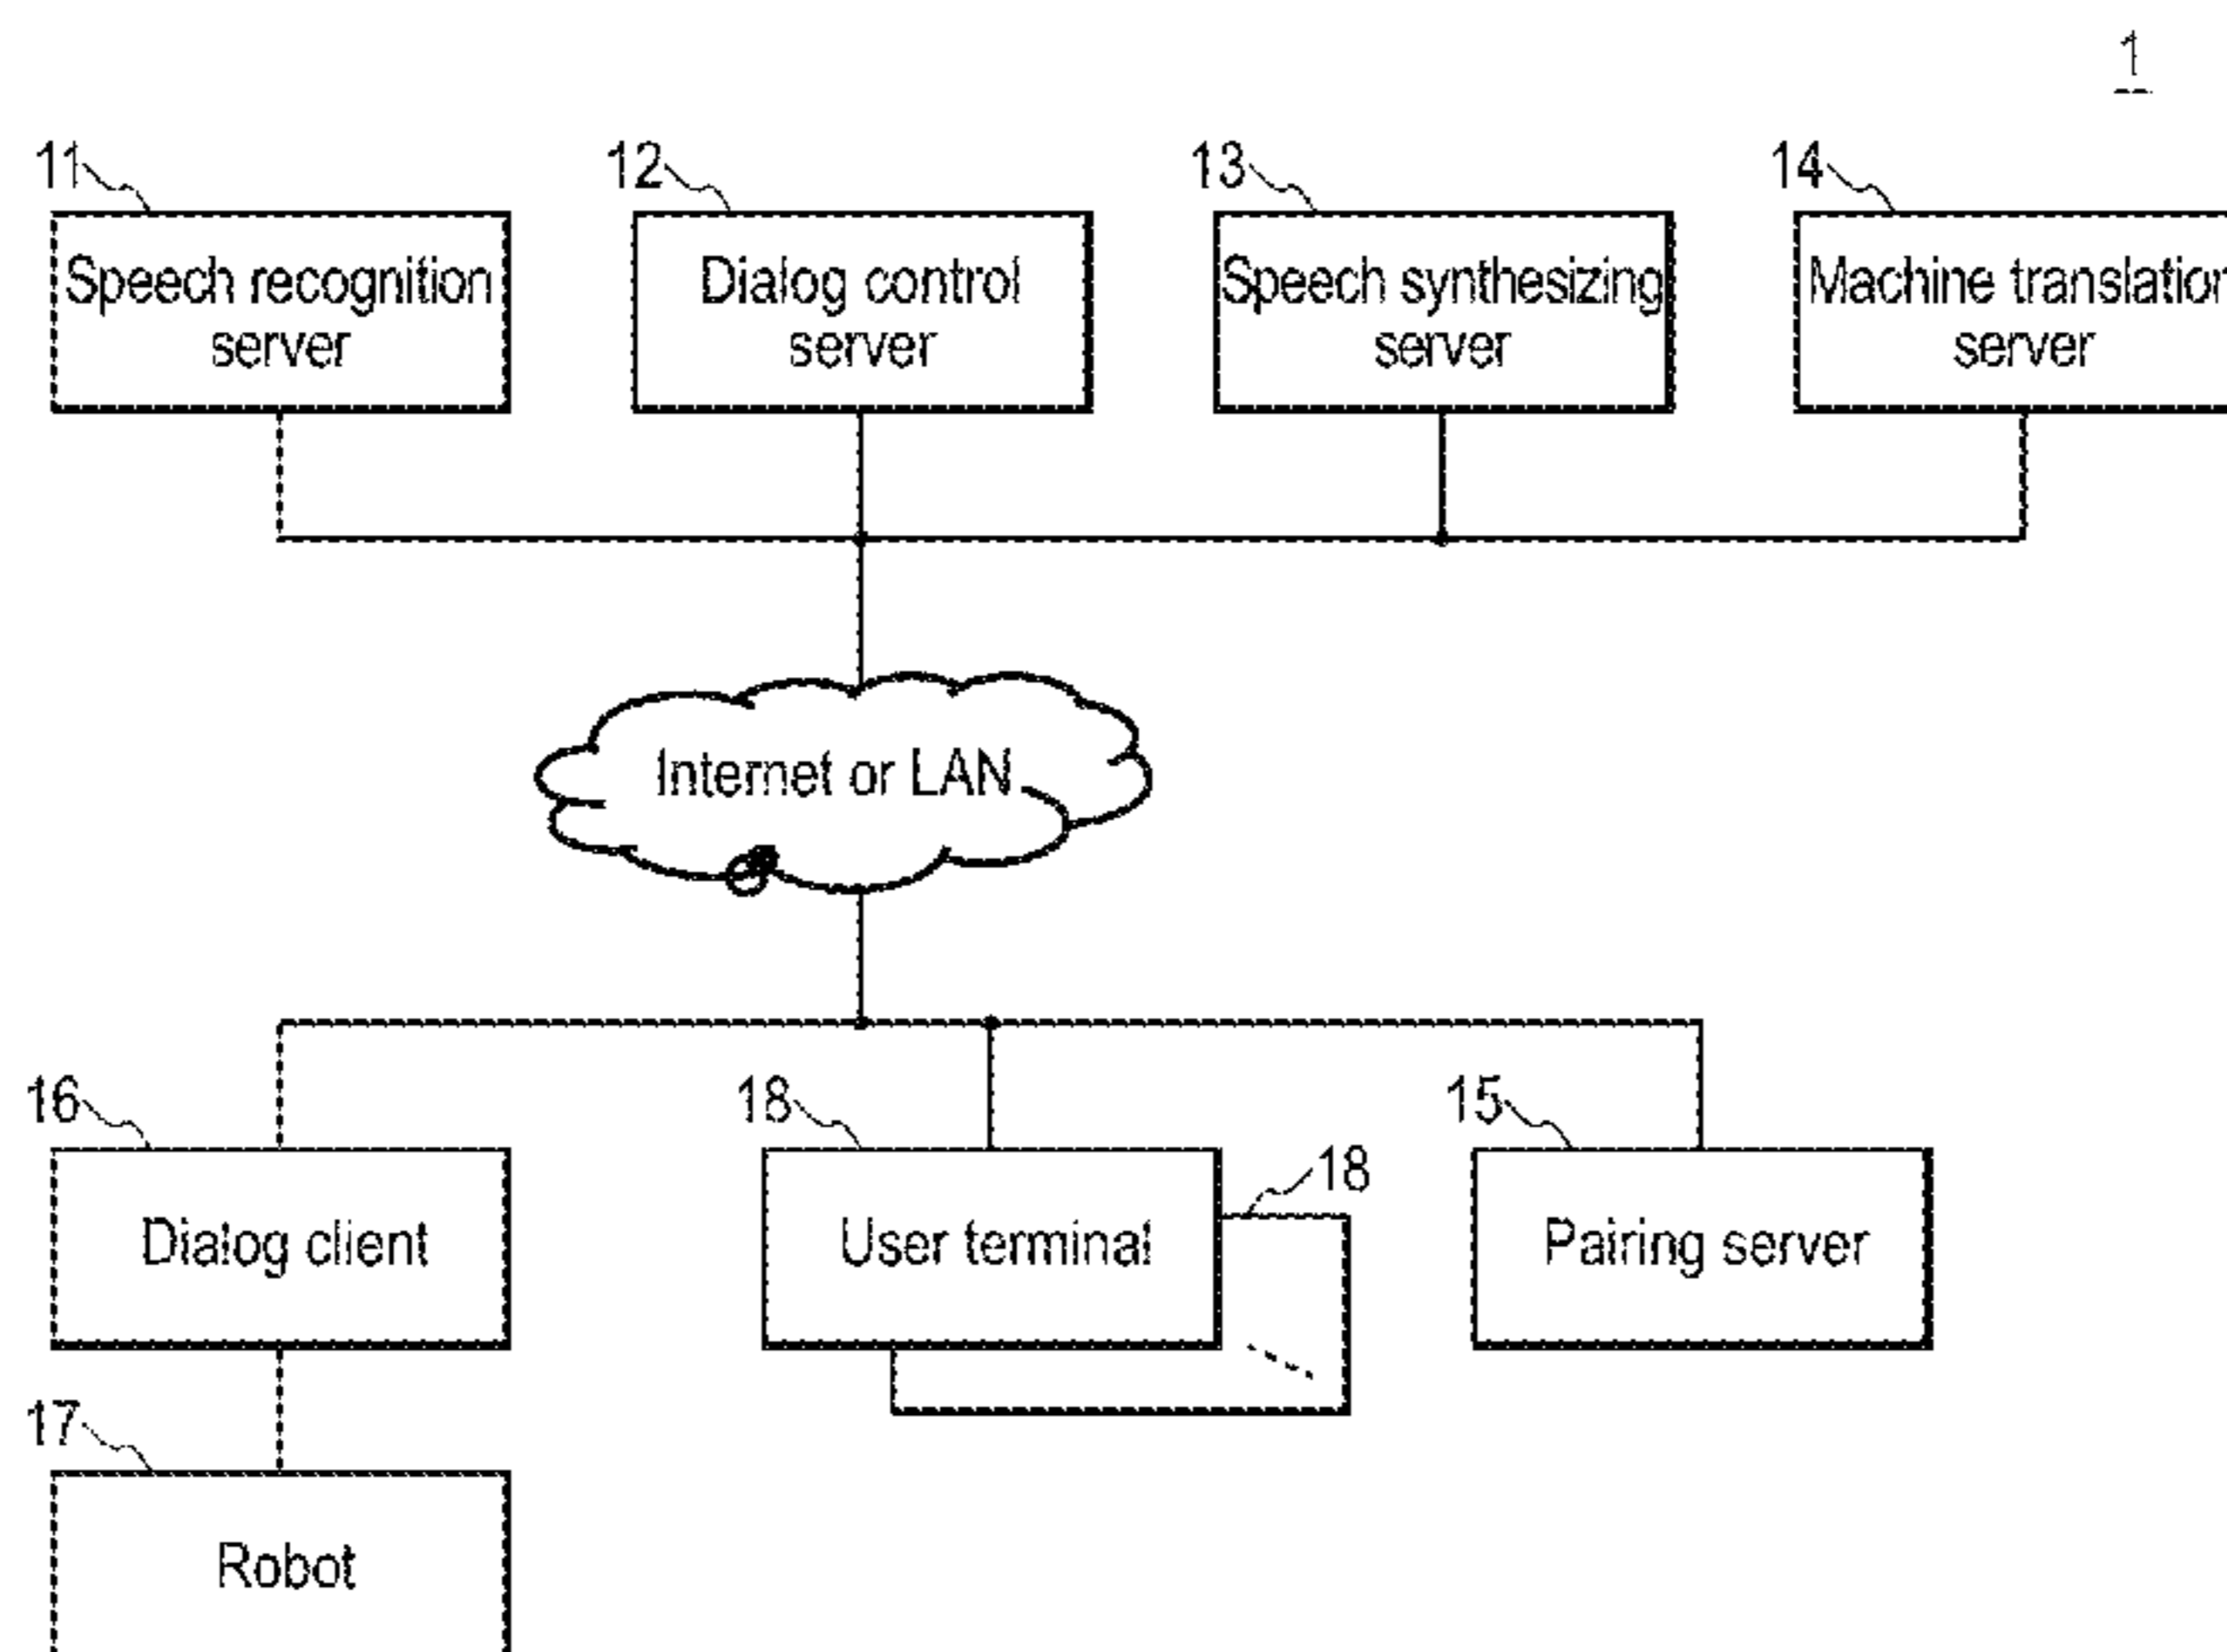 1
11
12
13
14
Speech recognition
server
Dialog control
server
Speech synthesizing
server
Machine translation
server
Internet or LAN
16
18
15
18
Dialog client
User terminal
Pairing server
17
Robot